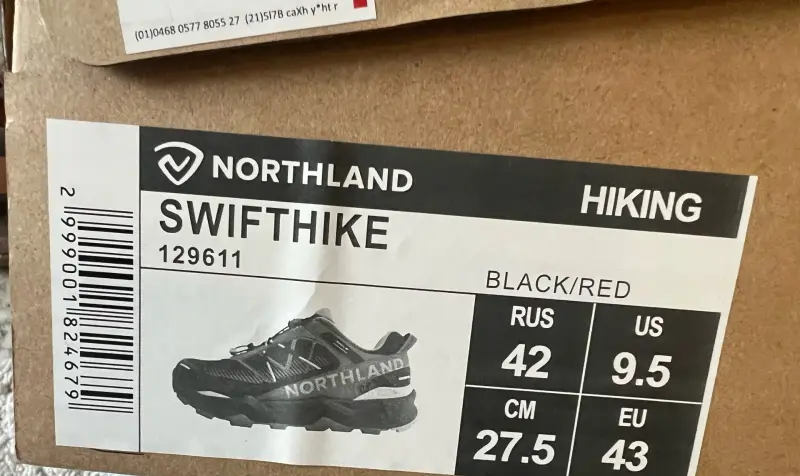 (01)0468 0577 8055 27 (21)5I7B caXh y*ht r
NORTHLAND
HIKING
SWIFTHIKE
129611
BLACK/RED
RUS
42
US
9.5
CM
27.5
EU
43
NORTHLAND
2 999001 824679